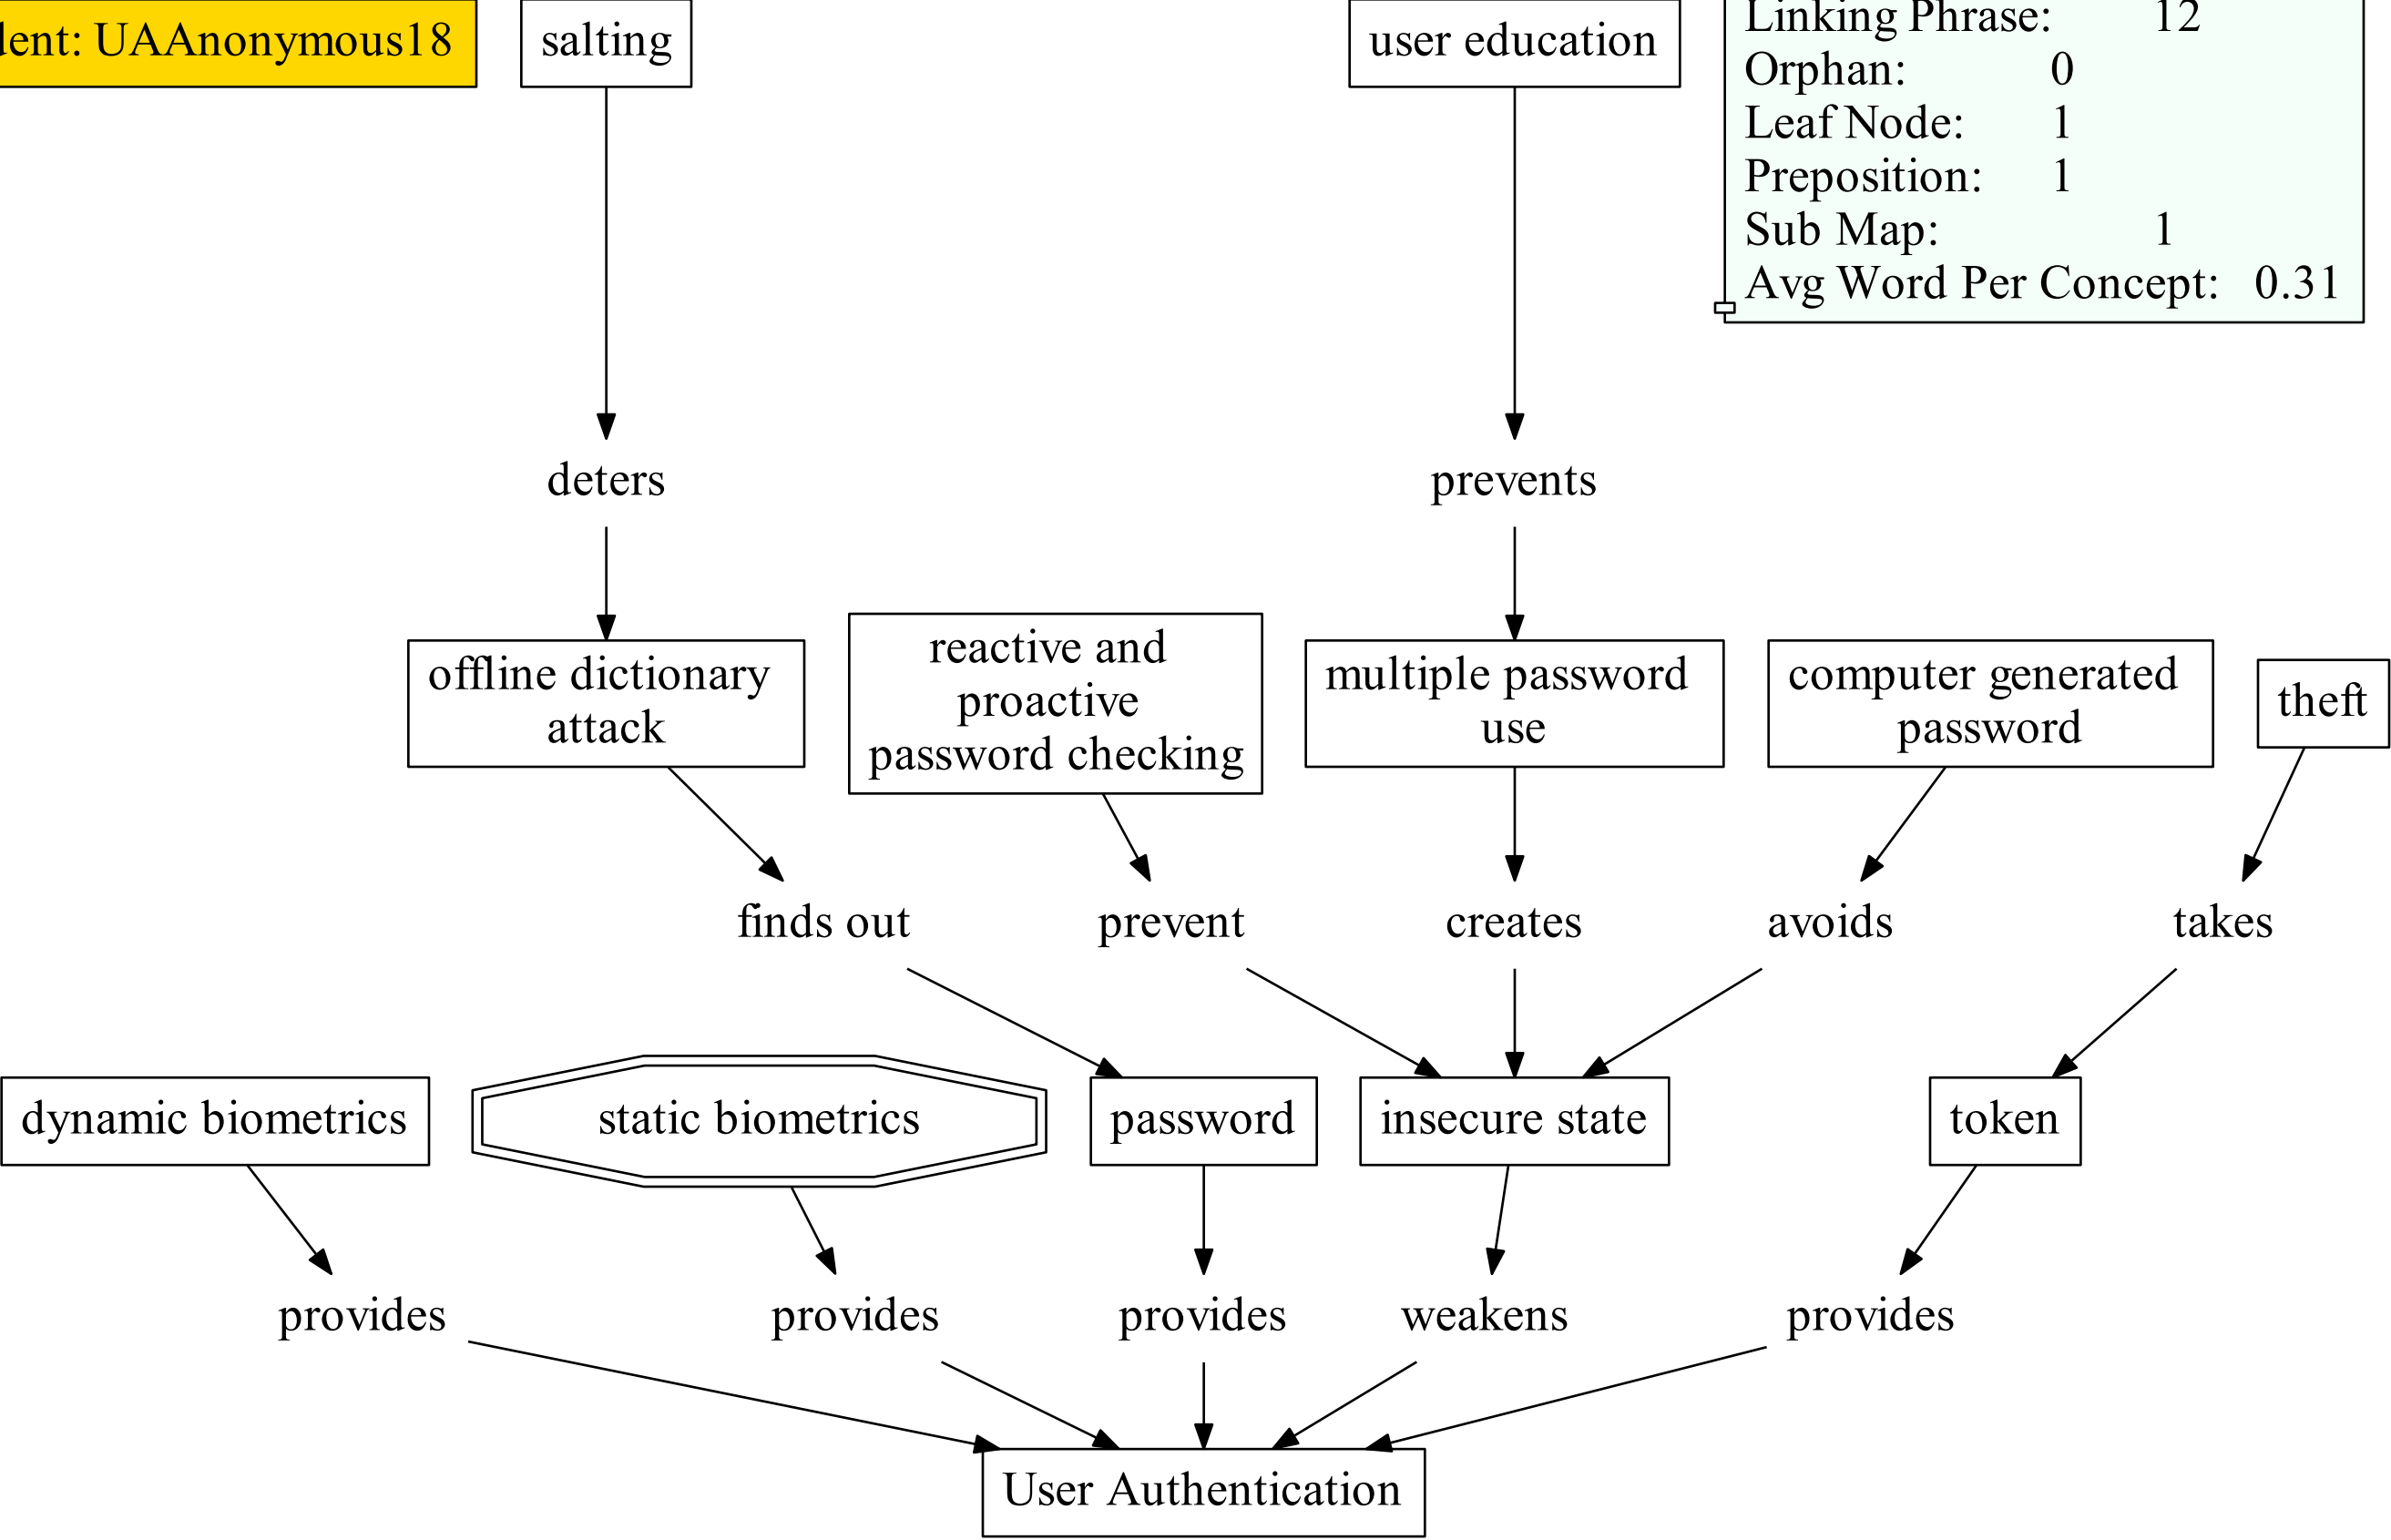 lent: UAAnonymous18
salting
user education
Linking Phrase: 12
Orphan: 0
Leaf Node: 1
Preposition: 1
Sub Map: 1
Avg Word Per Concept: 0.31
deters
prevents
offline dictionary
attack
reactive and
proactive
password checking
multiple password
use
computer generated
password
theft
finds out
prevent
creates
avoids
takes
dynamic biometrics
static biometrics
password
insecure state
token
provides
provides
provides
weakens
provides
User Authentication